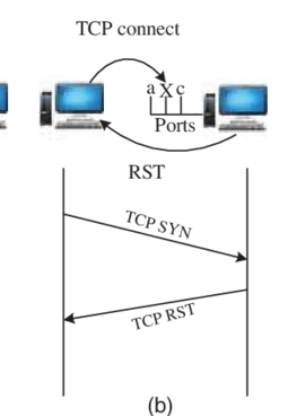 TCP connect
a X c
Ports
RST
TCP SYN
TCP RST
(b)